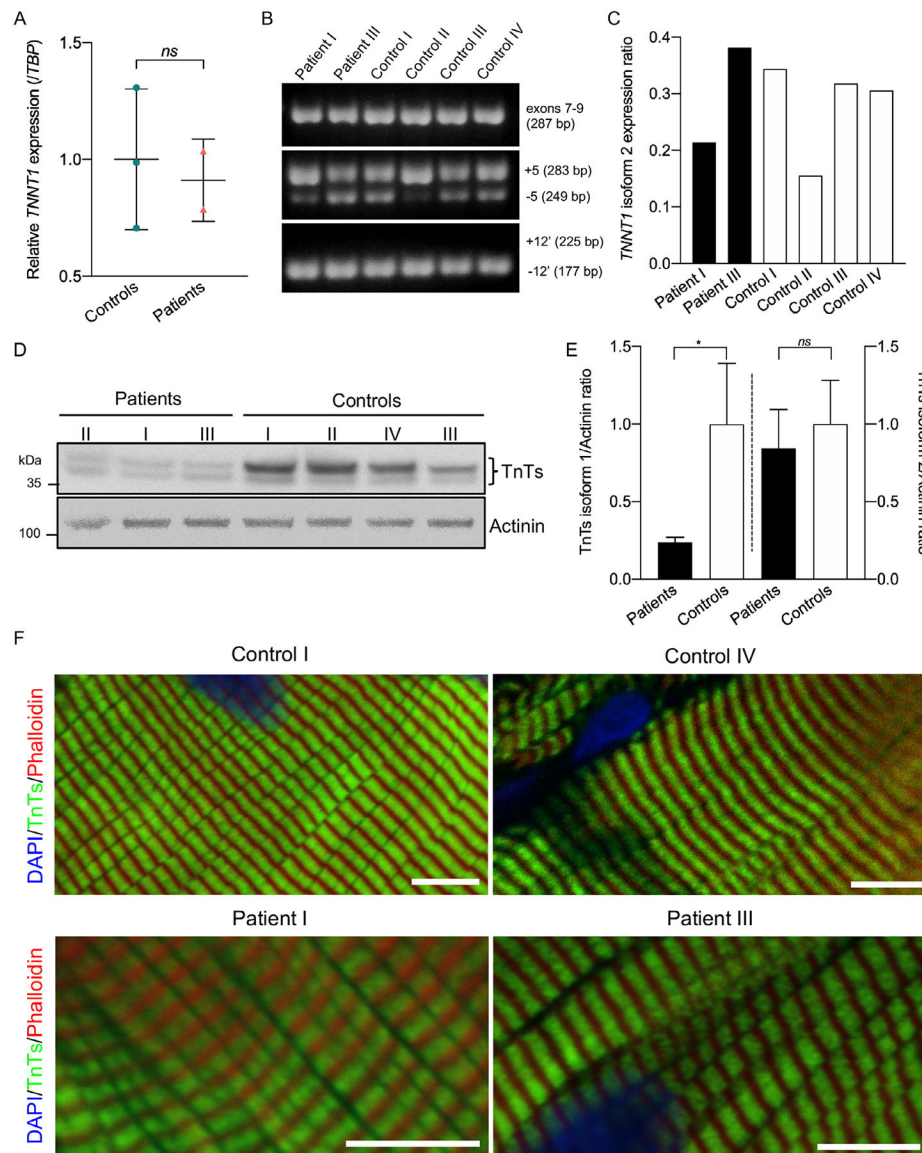 A
Relative TNNT1 expression (/TBP)
1.5
1.0
0.5
ns
Controls
Patients
B
Patient I
Patient III
Control I
Control II
Control III
Control IV
exons 7-9
(287 bp)
+5 (283 bp)
-5 (249 bp)
+12' (225 bp)
-12' (177 bp)
C
TNNT1 isoform 2 expression ratio
0.4
0.3
0.2
0.1
0.0
Patient I
Patient III
Control I
Control II
Control III
Control IV
D
Patients
Controls
II
I
III
I
II
IV
III
kDa
35
TnTs
100
Actinin
E
TnTs isoform 1/Actinin ratio
1.5
1.0
0.5
0.0
*
ns
1.5
1.0
0.5
0.0
Patients
Controls
Patients
Controls
F
Control I
Control IV
DAPI/TnTs/Phalloidin
Patient I
Patient III
DAPI/TnTs/Phalloidin